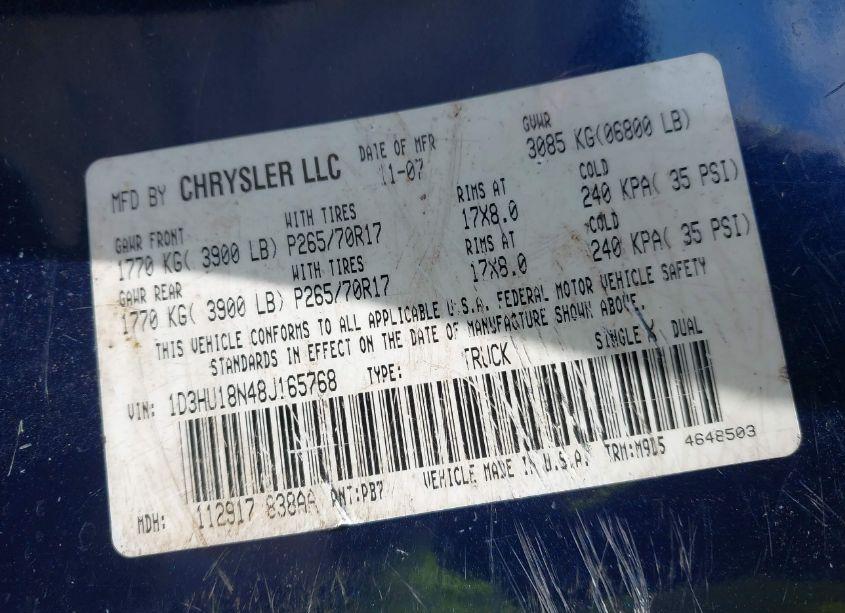 MFD BY CHRYSLER LLC DATE OF MFR 11-07 GVWR 3085 KG(06800 LB)
GAWR FRONT WITH TIRES RIMS AT COLD
1770 KG( 3900 LB) P265/70R17 17X8.0 240 KPA( 35 PSI)
GAWR REAR WITH TIRES RIMS AT COLD
1770 KG( 3900 LB) P265/70R17 17X8.0 240 KPA( 35 PSI)
THIS VEHICLE CONFORMS TO ALL APPLICABLE U.S.A. FEDERAL MOTOR VEHICLE SAFETY
STANDARDS IN EFFECT ON THE DATE OF MANUFACTURE SHOWN ABOVE.
VIN: 1D3HU18N48J165768 TYPE: TRUCK SINGLE X DUAL
MDH: 112917 838AA PNT:PB7 VEHICLE MADE IN U.S.A. TRM:M9D5 4648503